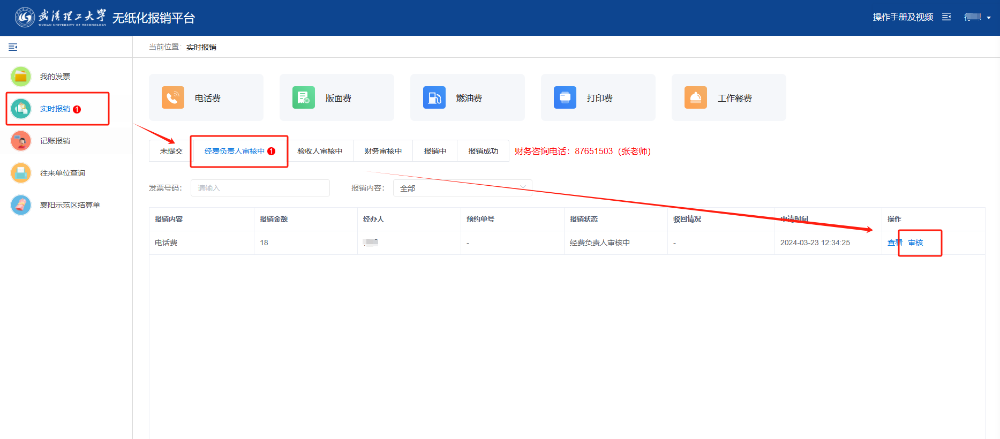 武汉理工大学 无纸化报销平台
WUHAN UNIVERSITY OF TECHNOLOGY
操作手册及视频
当前位置： 实时报销
我的发票
实时报销 1
记账报销
往来单位查询
襄阳示范区结算单
电话费 版面费 燃油费 打印费 工作餐费
未提交 经费负责人审核中 1 验收人审核中 财务审核中 报销中 报销成功 财务咨询电话：87651503（张老师）
发票号码： 请输入 报销内容： 全部
报销内容 报销金额 经办人 预约单号 报销状态 驳回情况 申请时间 操作
电话费 18 - 经费负责人审核中 - 2024-03-23 12:34:25 查看 审核